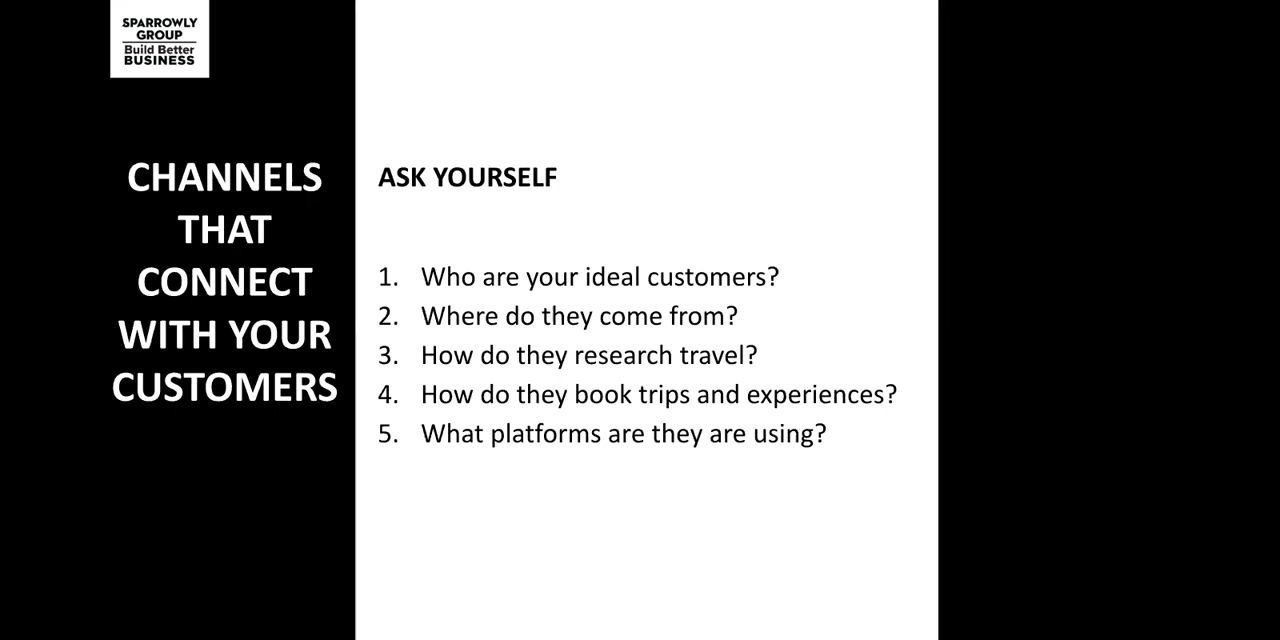 SPARROWLY
GROUP
Build Better
BUSINESS
CHANNELS
THAT
CONNECT
WITH YOUR
CUSTOMERS
ASK YOURSELF
1. Who are your ideal customers?
2. Where do they come from?
3. How do they research travel?
4. How do they book trips and experiences?
5. What platforms are they are using?